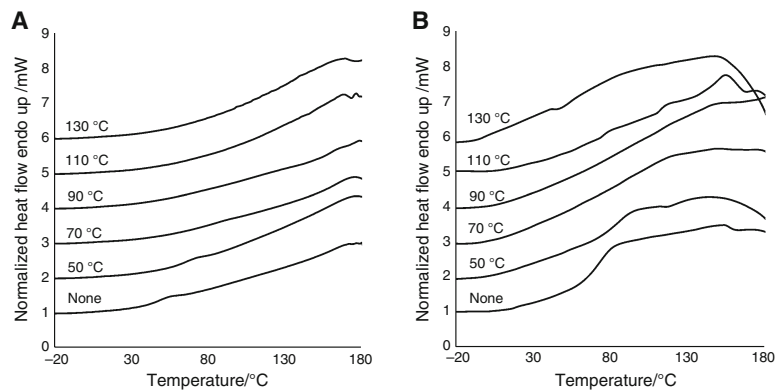 A
Normalized heat flow endo up /mW
9
8
7
6
5
4
3
2
1
0
130 °C
110 °C
90 °C
70 °C
50 °C
None
−20 30 80 130 180
Temperature/°C
B
Normalized heat flow endo up /mW
9
8
7
6
5
4
3
2
1
0
130 °C
110 °C
90 °C
70 °C
50 °C
None
−20 30 80 130 180
Temperature/°C